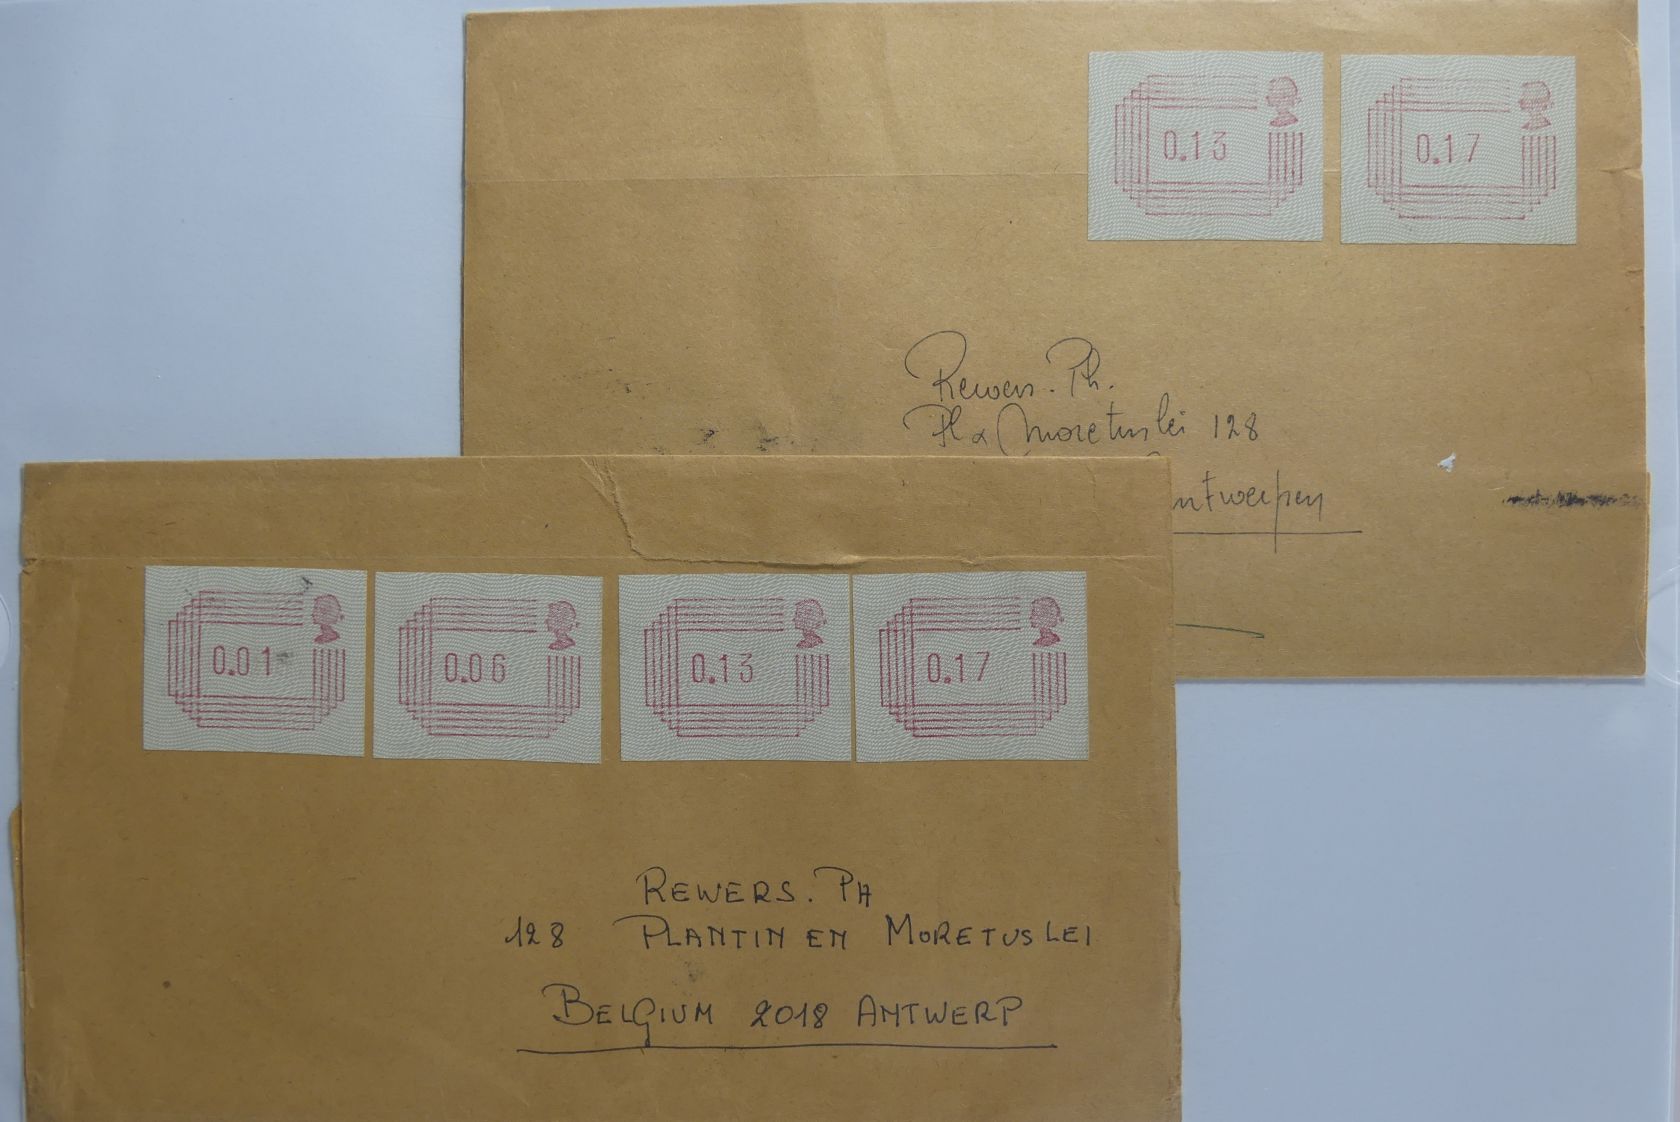 0.13 0.17
Rewers. Ph.
Pl & Moretuslei 128
ntwerpen
0.01 0.06 0.13 0.17
REWERS. PH
128 PLANTIN EN MORETUSLEI
BELGIUM 2018 ANTWERP